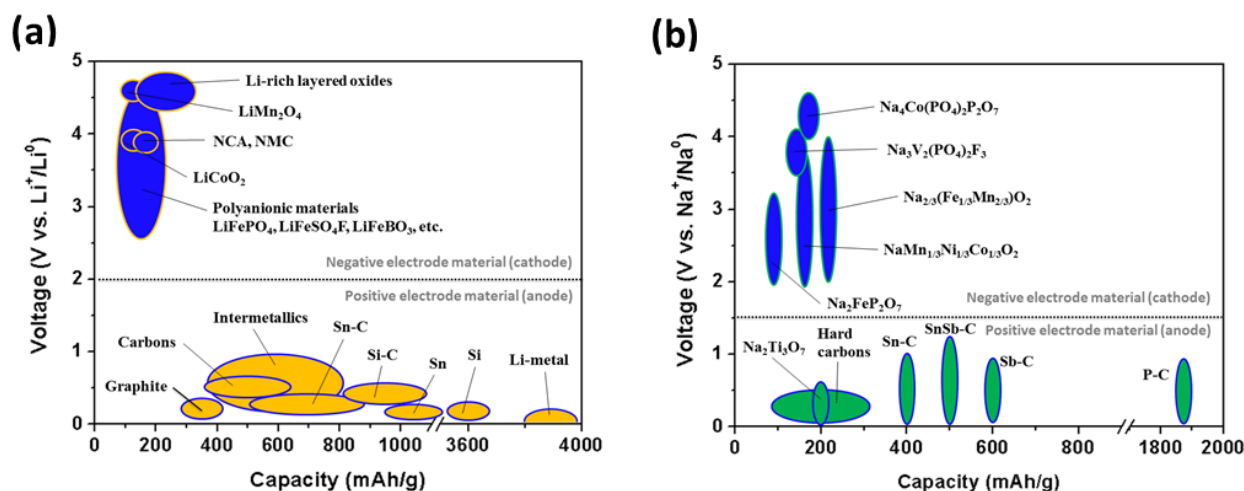 (a)
5
4
3
2
1
0
Voltage (V vs. Li⁺/Li⁰)
Li-rich layered oxides
LiMn₂O₄
NCA, NMC
LiCoO₂
Polyanionic materials
LiFePO₄, LiFeSO₄F, LiFeBO₃, etc.
Negative electrode material (cathode)
Positive electrode material (anode)
Intermetallics
Sn-C
Carbons
Si-C
Si
Sn
Li-metal
Graphite
0 200 400 600 800 1000 3600 4000
Capacity (mAh/g)
(b)
5
4
3
2
1
0
Voltage (V vs. Na⁺/Na⁰)
Na₄Co(PO₄)₂P₂O₇
Na₃V₂(PO₄)₂F₃
Na₂/₃(Fe₁/₃Mn₂/₃)O₂
NaMn₁/₃Ni₁/₃Co₁/₃O₂
Na₂FeP₂O₇
Negative electrode material (cathode)
Positive electrode material (anode)
SnSb-C
Sn-C
Hard
carbons
Na₂Ti₃O₇
Sb-C
P-C
0 200 400 600 800 1800 2000
Capacity (mAh/g)